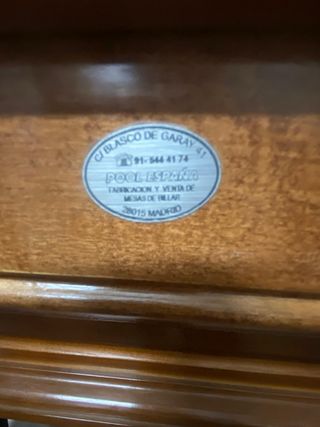 C/ BLASCO DE GARAY 41
91- 544 41 74
POOL ESPAÑA
FABRICACION Y VENTA DE
MESAS DE BILLAR
28015 MADRID